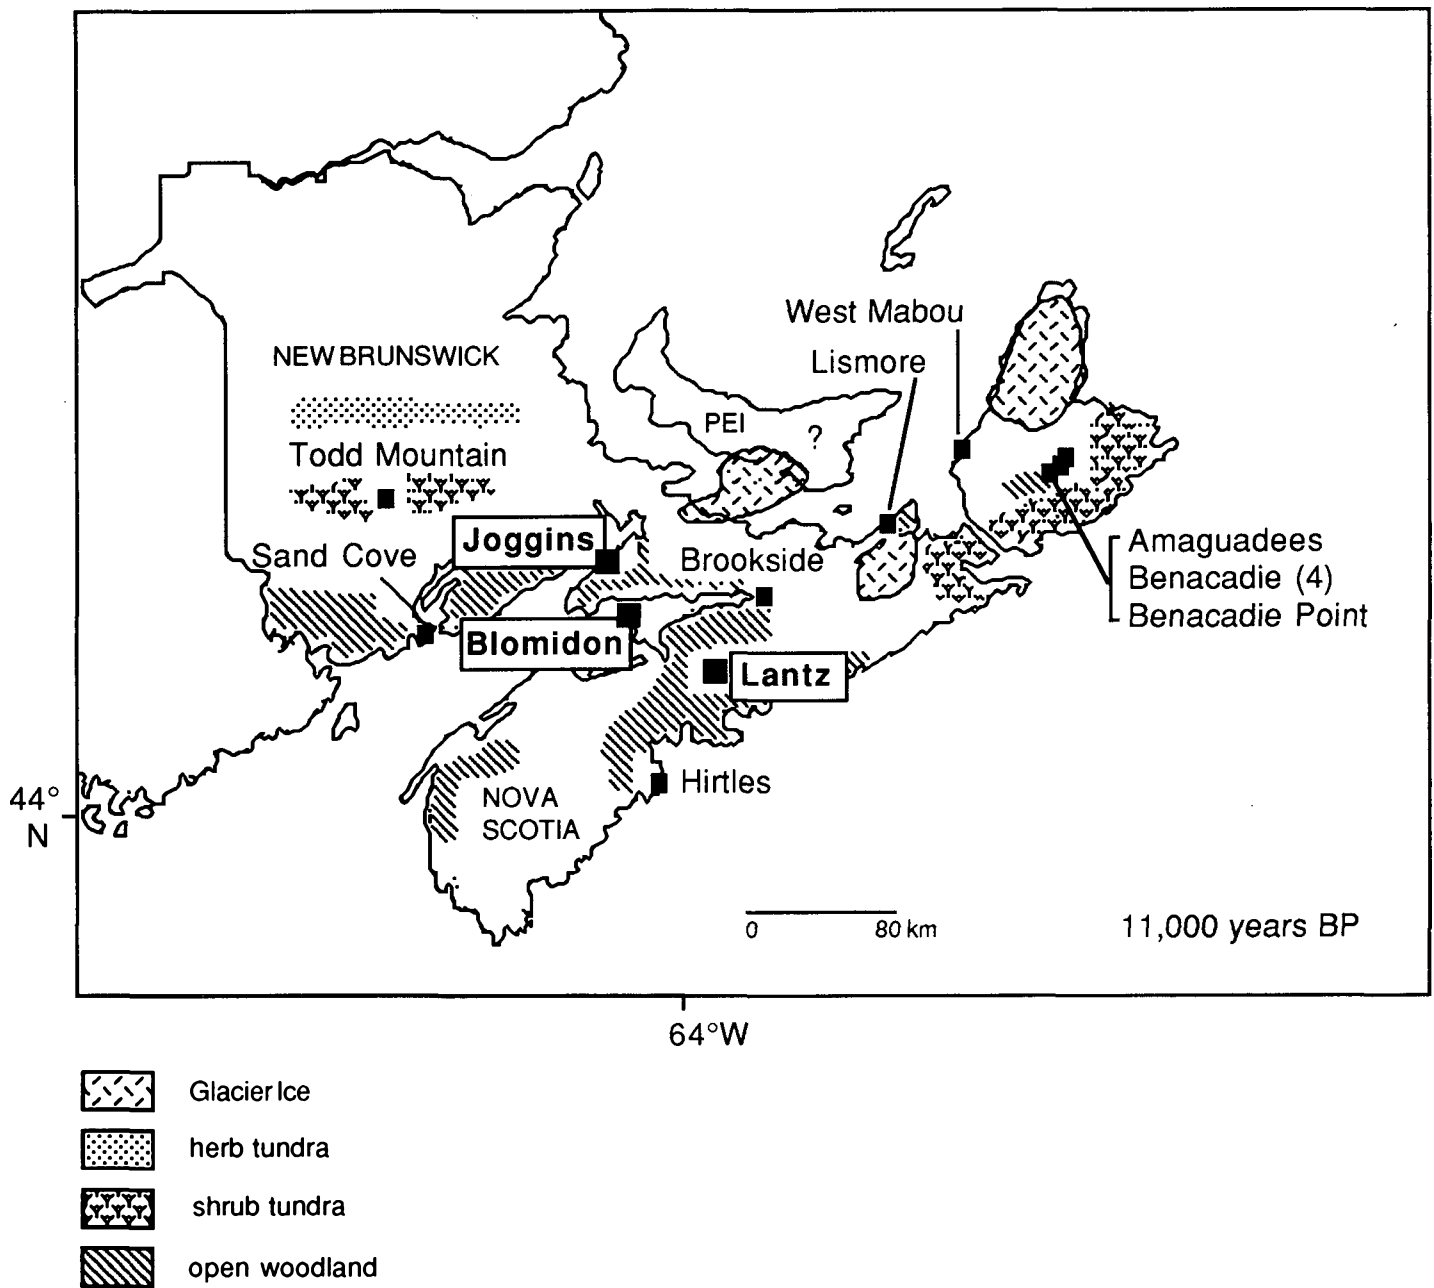 West Mabou
Lismore
NEW BRUNSWICK
PEI
?
Todd Mountain
Joggins
Sand Cove
Brookside
Amaguadees
Benacadie (4)
Benacadie Point
Blomidon
Lantz
Hirtles
44°
N
NOVA
SCOTIA
0 80 km
11,000 years BP
64°W
Glacier Ice
herb tundra
shrub tundra
open woodland